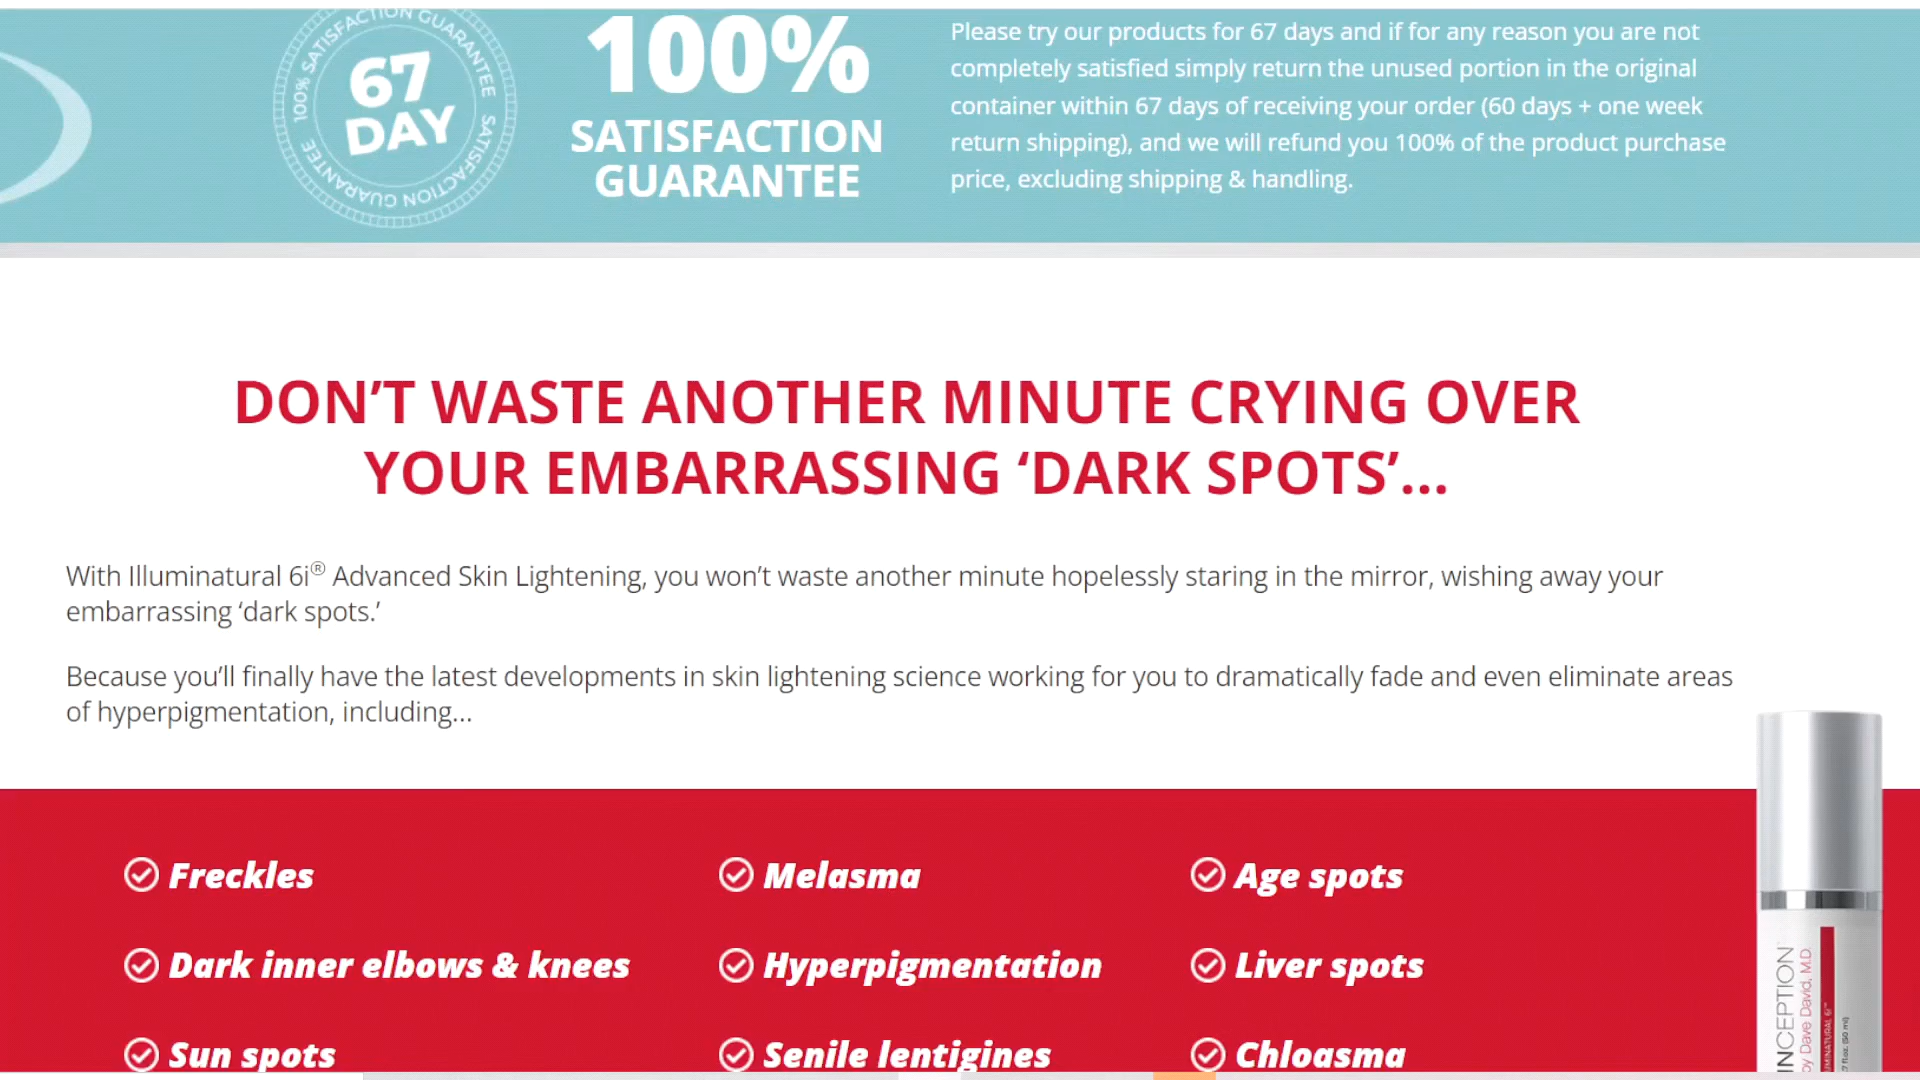 100% SATISFACTION GUARANTEE SATISFACTION GUARANTEE
67
DAY
100%
SATISFACTION
GUARANTEE
Please try our products for 67 days and if for any reason you are not
completely satisfied simply return the unused portion in the original
container within 67 days of receiving your order (60 days + one week
return shipping), and we will refund you 100% of the product purchase
price, excluding shipping & handling.
DON’T WASTE ANOTHER MINUTE CRYING OVER
YOUR EMBARRASSING ‘DARK SPOTS’...
With Illuminatural 6i® Advanced Skin Lightening, you won’t waste another minute hopelessly staring in the mirror, wishing away your
embarrassing ‘dark spots.’
Because you’ll finally have the latest developments in skin lightening science working for you to dramatically fade and even eliminate areas
of hyperpigmentation, including...
Freckles
Melasma
Age spots
Dark inner elbows & knees
Hyperpigmentation
Liver spots
Sun spots
Senile lentigines
Chloasma
INCEPTION
by Dave David, M.D.